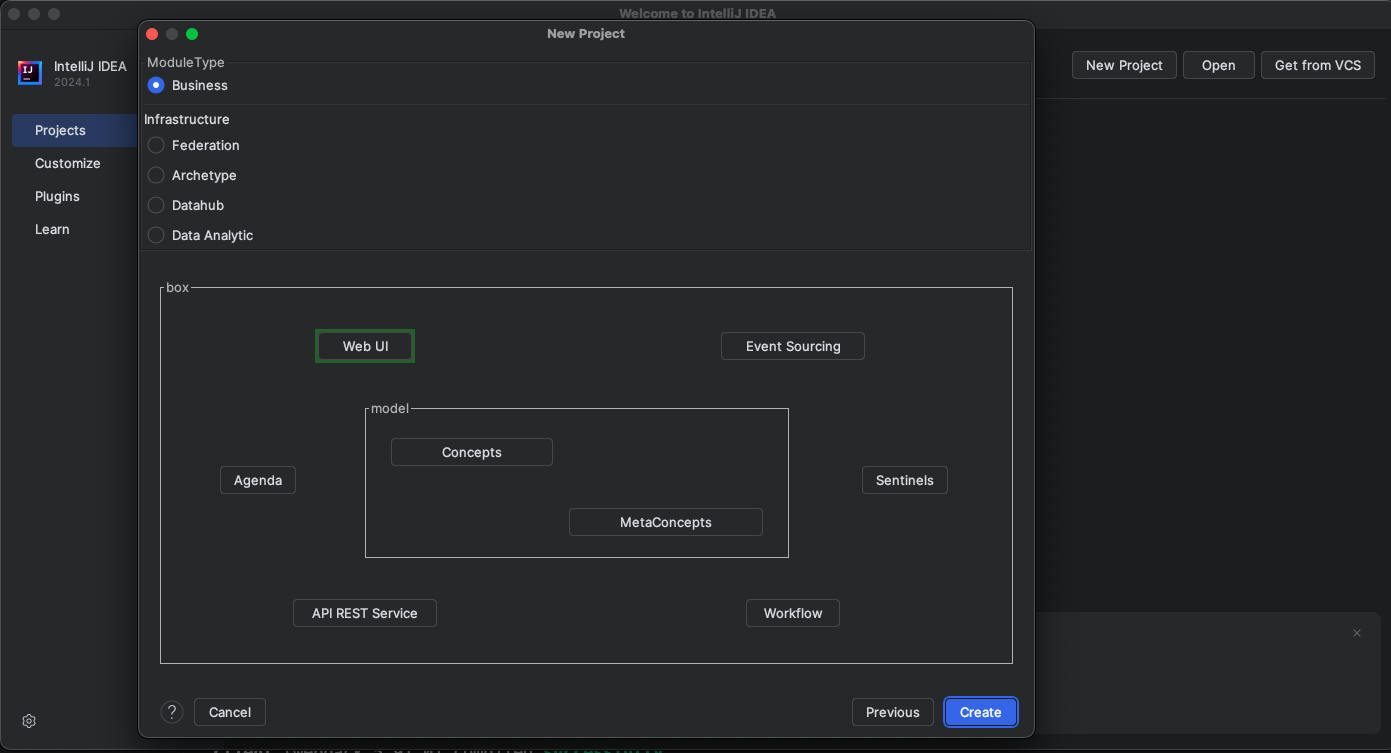 Welcome to IntelliJ IDEA
New Project
IntelliJ IDEA
2024.1
New Project
Open
Get from VCS
Projects
Customize
Plugins
Learn
ModuleType
Business
Infrastructure
Federation
Archetype
Datahub
Data Analytic
box
Web UI
Event Sourcing
model
Concepts
MetaConcepts
Agenda
Sentinels
API REST Service
Workflow
?
Cancel
Previous
Create